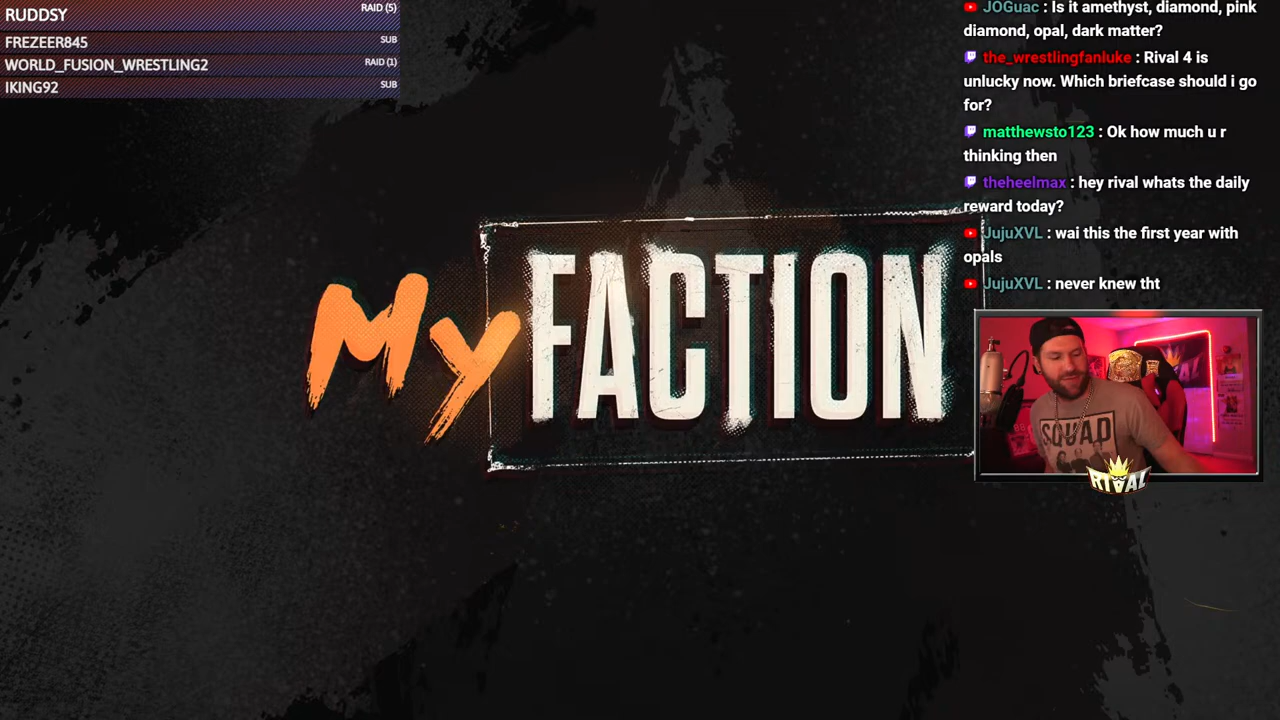 RUDDSY RAID (5)
FREZEER845 SUB
WORLD_FUSION_WRESTLING2 RAID (1)
IKING92 SUB
JOGuac : Is it amethyst, diamond, pink
diamond, opal, dark matter?
the_wrestlingfanluke : Rival 4 is
unlucky now. Which briefcase should i go
for?
matthewsto123 : Ok how much u r
thinking then
theheelmax : hey rival whats the daily
reward today?
JujuXVL : wai this the first year with
opals
JujuXVL : never knew tht
My FACTION
SQUAD
RIVAL